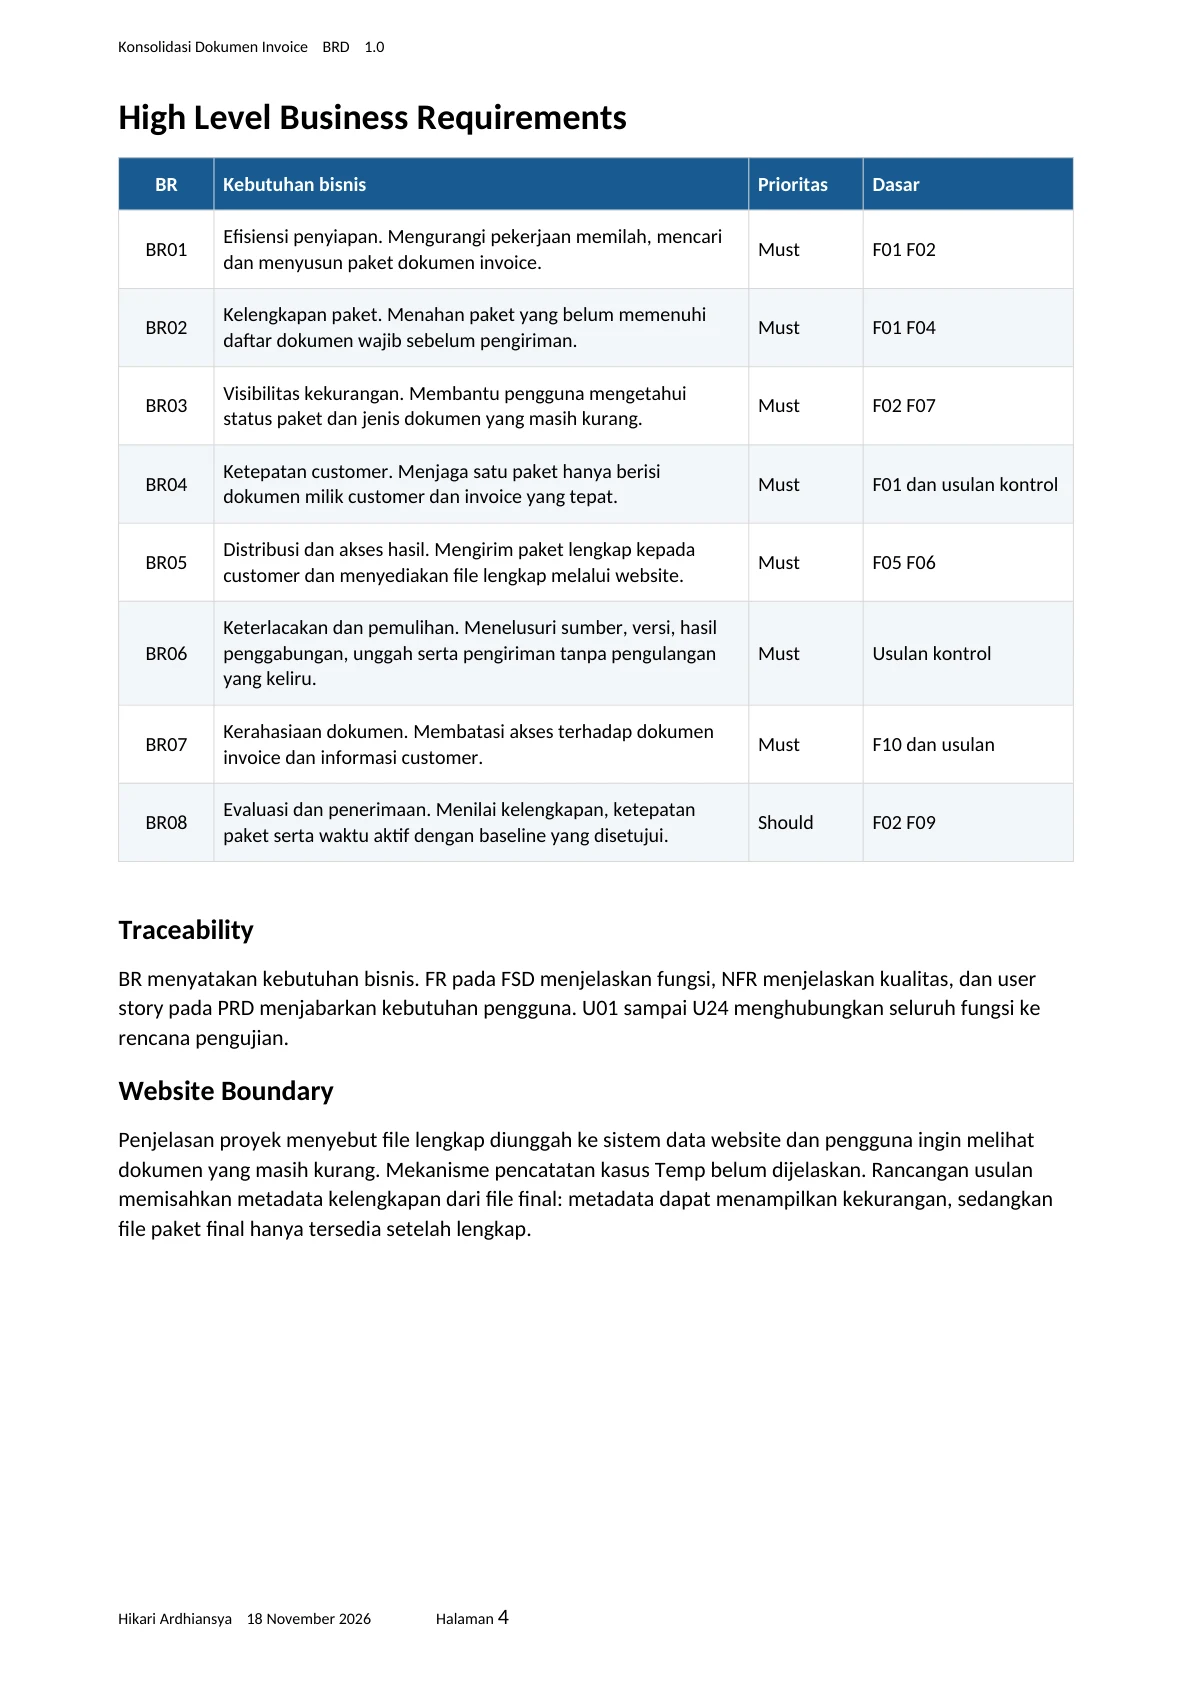 Konsolidasi Dokumen Invoice BRD 1.0
High Level Business Requirements
BR Kebutuhan bisnis Prioritas Dasar
BR01 Efisiensi penyiapan. Mengurangi pekerjaan memilah, mencari
dan menyusun paket dokumen invoice. Must F01 F02
BR02 Kelengkapan paket. Menahan paket yang belum memenuhi
daftar dokumen wajib sebelum pengiriman. Must F01 F04
BR03 Visibilitas kekurangan. Membantu pengguna mengetahui
status paket dan jenis dokumen yang masih kurang. Must F02 F07
BR04 Ketepatan customer. Menjaga satu paket hanya berisi
dokumen milik customer dan invoice yang tepat. Must F01 dan usulan kontrol
BR05 Distribusi dan akses hasil. Mengirim paket lengkap kepada
customer dan menyediakan file lengkap melalui website. Must F05 F06
BR06 Keterlacakan dan pemulihan. Menelusuri sumber, versi, hasil
penggabungan, unggah serta pengiriman tanpa pengulangan
yang keliru. Must Usulan kontrol
BR07 Kerahasiaan dokumen. Membatasi akses terhadap dokumen
invoice dan informasi customer. Must F10 dan usulan
BR08 Evaluasi dan penerimaan. Menilai kelengkapan, ketepatan
paket serta waktu aktif dengan baseline yang disetujui. Should F02 F09
Traceability
BR menyatakan kebutuhan bisnis. FR pada FSD menjelaskan fungsi, NFR menjelaskan kualitas, dan user
story pada PRD menjabarkan kebutuhan pengguna. U01 sampai U24 menghubungkan seluruh fungsi ke
rencana pengujian.
Website Boundary
Penjelasan proyek menyebut file lengkap diunggah ke sistem data website dan pengguna ingin melihat
dokumen yang masih kurang. Mekanisme pencatatan kasus Temp belum dijelaskan. Rancangan usulan
memisahkan metadata kelengkapan dari file final: metadata dapat menampilkan kekurangan, sedangkan
file paket final hanya tersedia setelah lengkap.
Hikari Ardhiansya 18 November 2026 Halaman 4